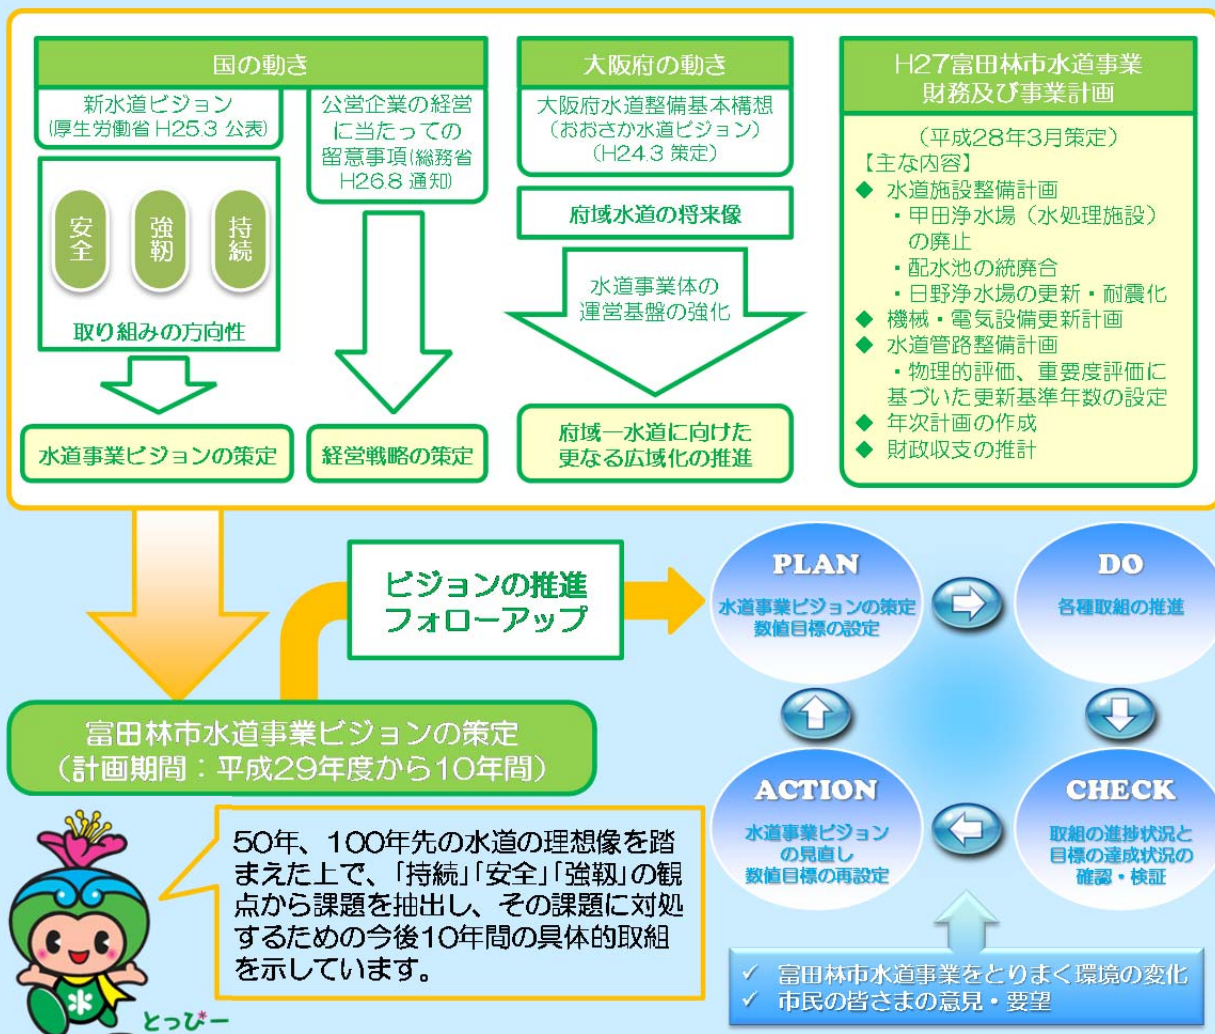 国の動き
新水道ビジョン
(厚生労働省 H25.3 公表)
安全
強靭
持続
取り組みの方向性
水道事業ビジョンの策定
公営企業の経営
に当たっての
留意事項(総務省
H26.8 通知)
経営戦略の策定
大阪府の動き
大阪府水道整備基本構想
(おおさか水道ビジョン)
(H24.3 策定)
府域水道の将来像
水道事業体の
運営基盤の強化
府域一水道に向けた
更なる広域化の推進
H27富田林市水道事業
財務及び事業計画
(平成28年3月策定)
【主な内容】
◆ 水道施設整備計画
・甲田浄水場(水処理施設)
の廃止
・配水池の統廃合
・日野浄水場の更新・耐震化
◆ 機械・電気設備更新計画
◆ 水道管路整備計画
・物理的評価、重要度評価に
基づいた更新基準年数の設定
◆ 年次計画の作成
◆ 財政収支の推計
ビジョンの推進
フォローアップ
富田林市水道事業ビジョンの策定
(計画期間:平成29年度から10年間)
PLAN
水道事業ビジョンの策定
数値目標の設定
DO
各種取組の推進
CHECK
取組の進捗状況と
目標の達成状況の
確認・検証
ACTION
水道事業ビジョン
の見直し
数値目標の再設定
✓ 富田林市水道事業をとりまく環境の変化
✓ 市民の皆さまの意見・要望
50年、100年先の水道の理想像を踏
まえた上で、「持続」「安全」「強靭」の観
点から課題を抽出し、その課題に対処
するための今後10年間の具体的取組
を示しています。
水
とっぴー